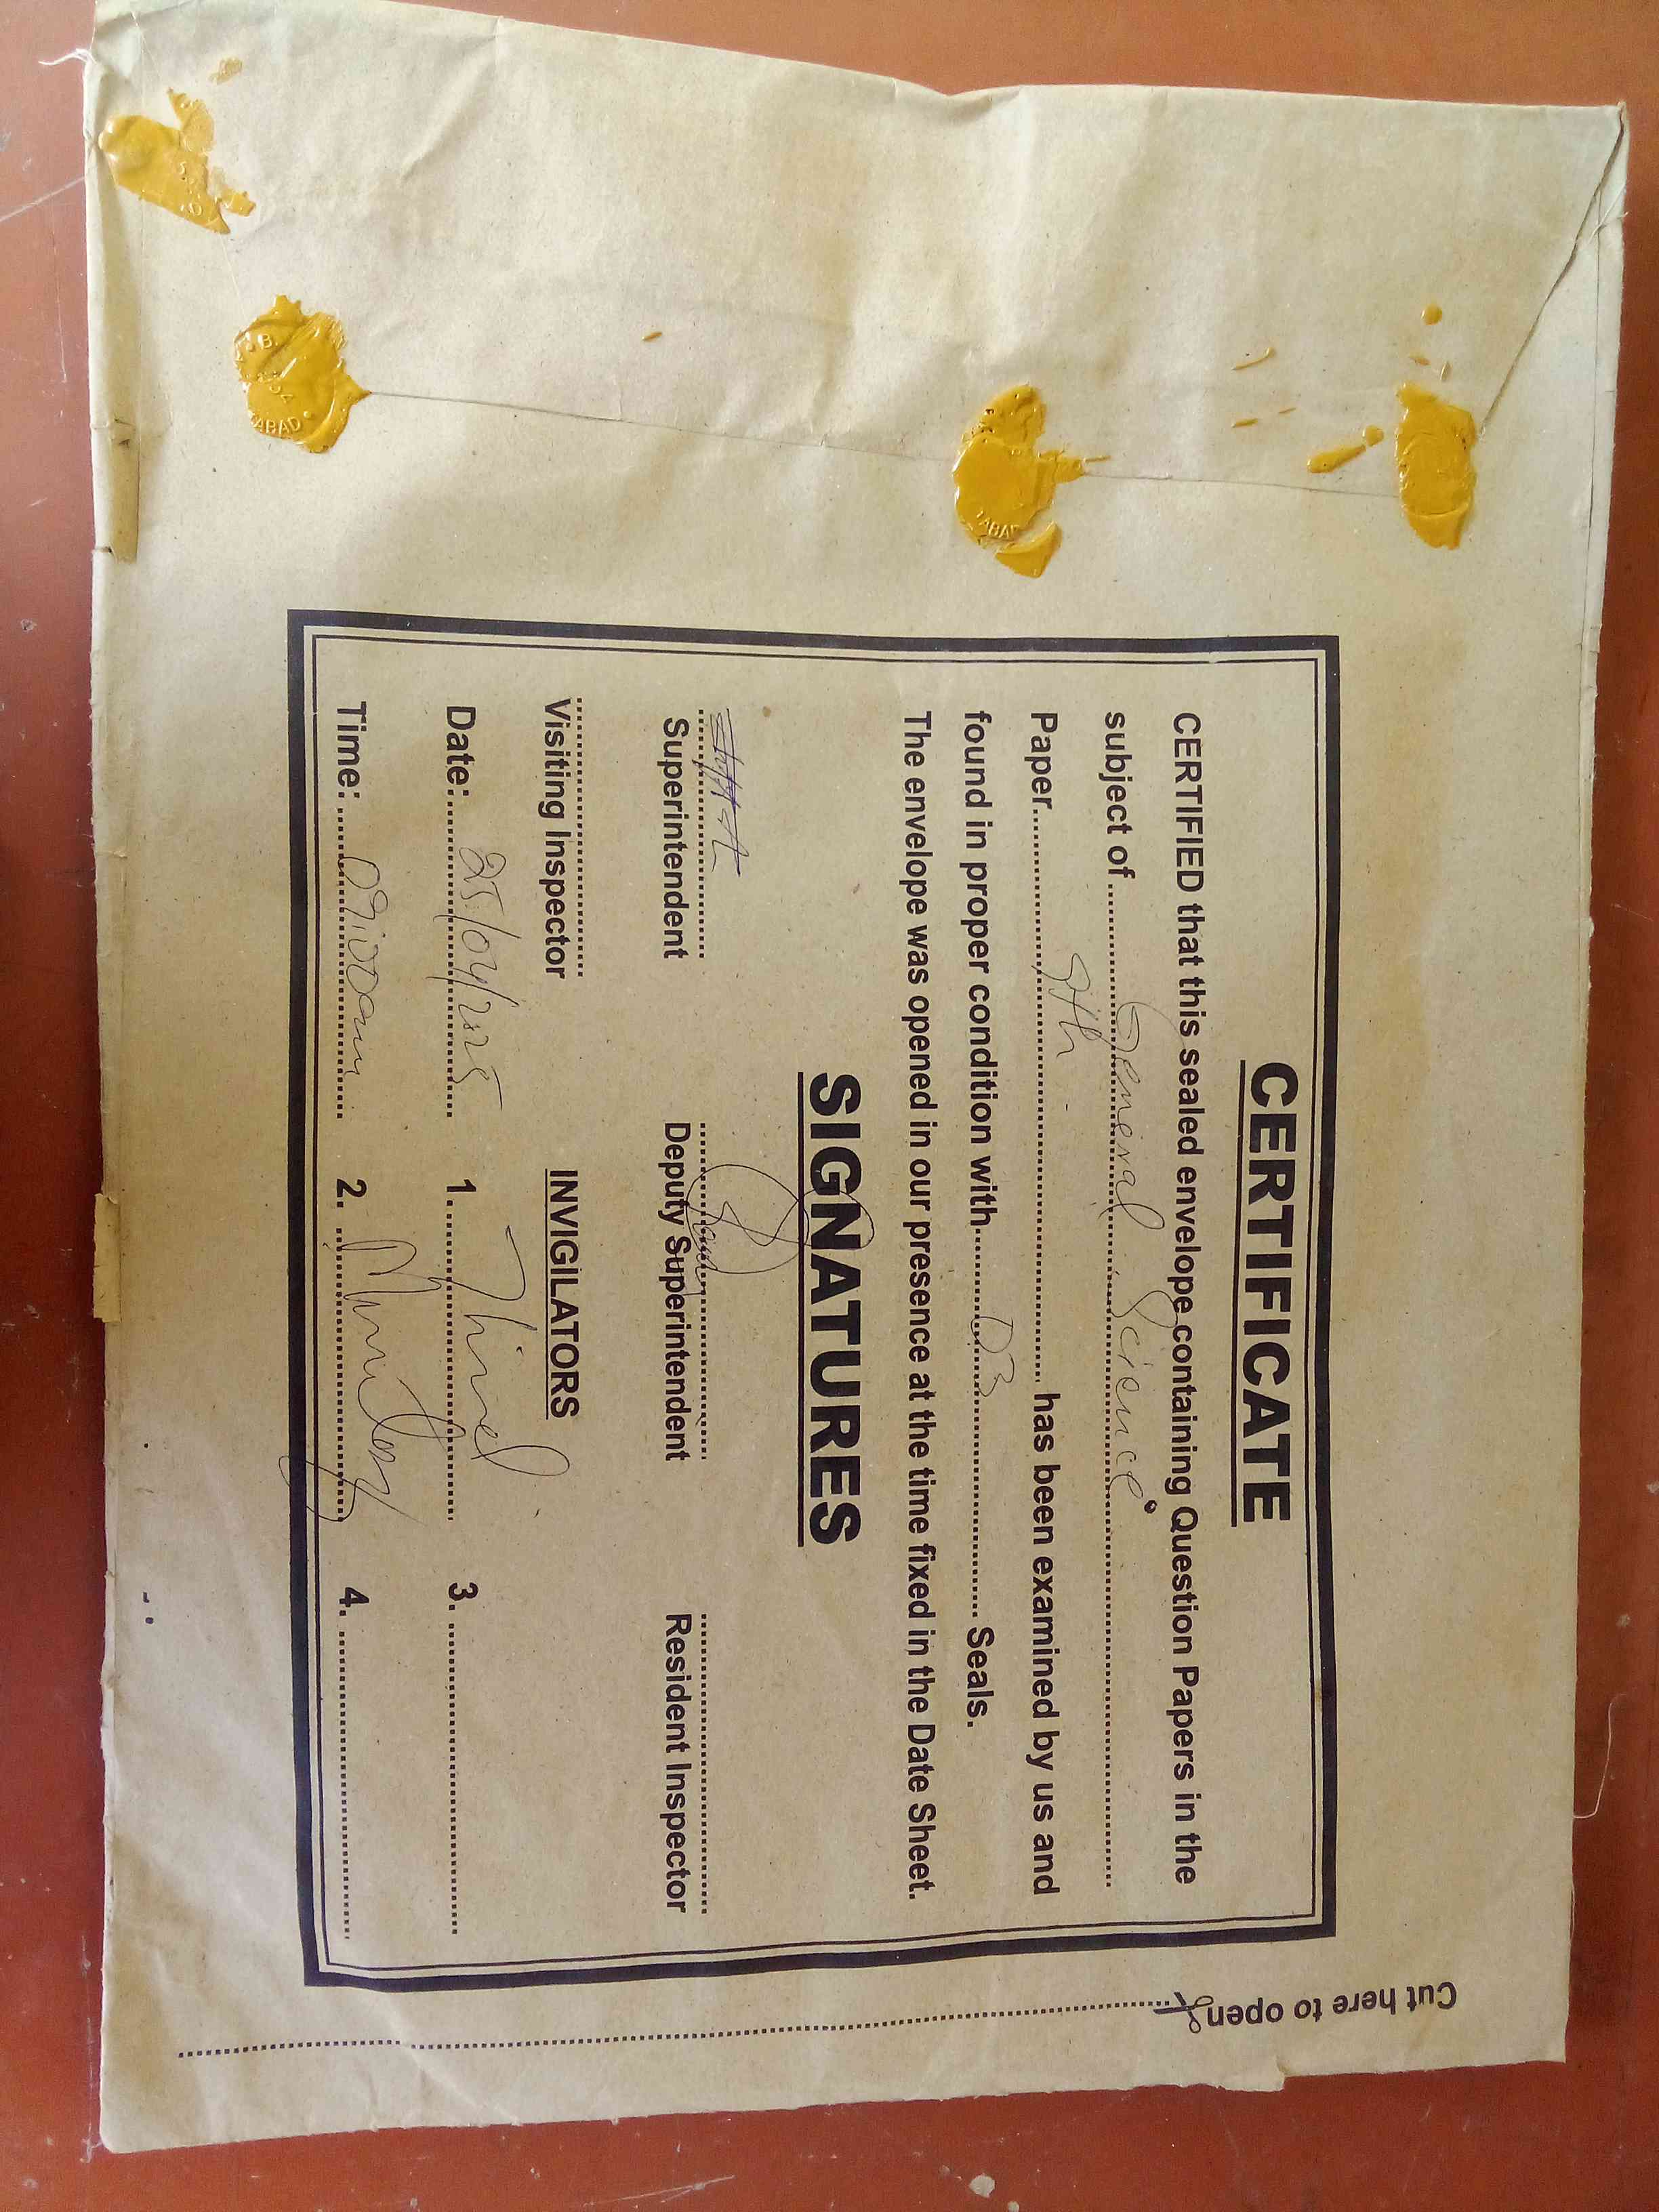 CERTIFICATE
CERTIFIED that this sealed envelope containing Question Papers in the
subject of ........ General Science ........
Paper........ 9th ........ has been examined by us and
found in proper condition with........ 03 ........ Seals.
The envelope was opened in our presence at the time fixed in the Date Sheet.
SIGNATURES
Superintendent Deputy Superintendent Resident Inspector
Visiting Inspector INVIGILATORS
Date: 25/04/2025 1. 3.
Time: 09:00am 2. 4.
Cut here to open
ABAD
ABAD